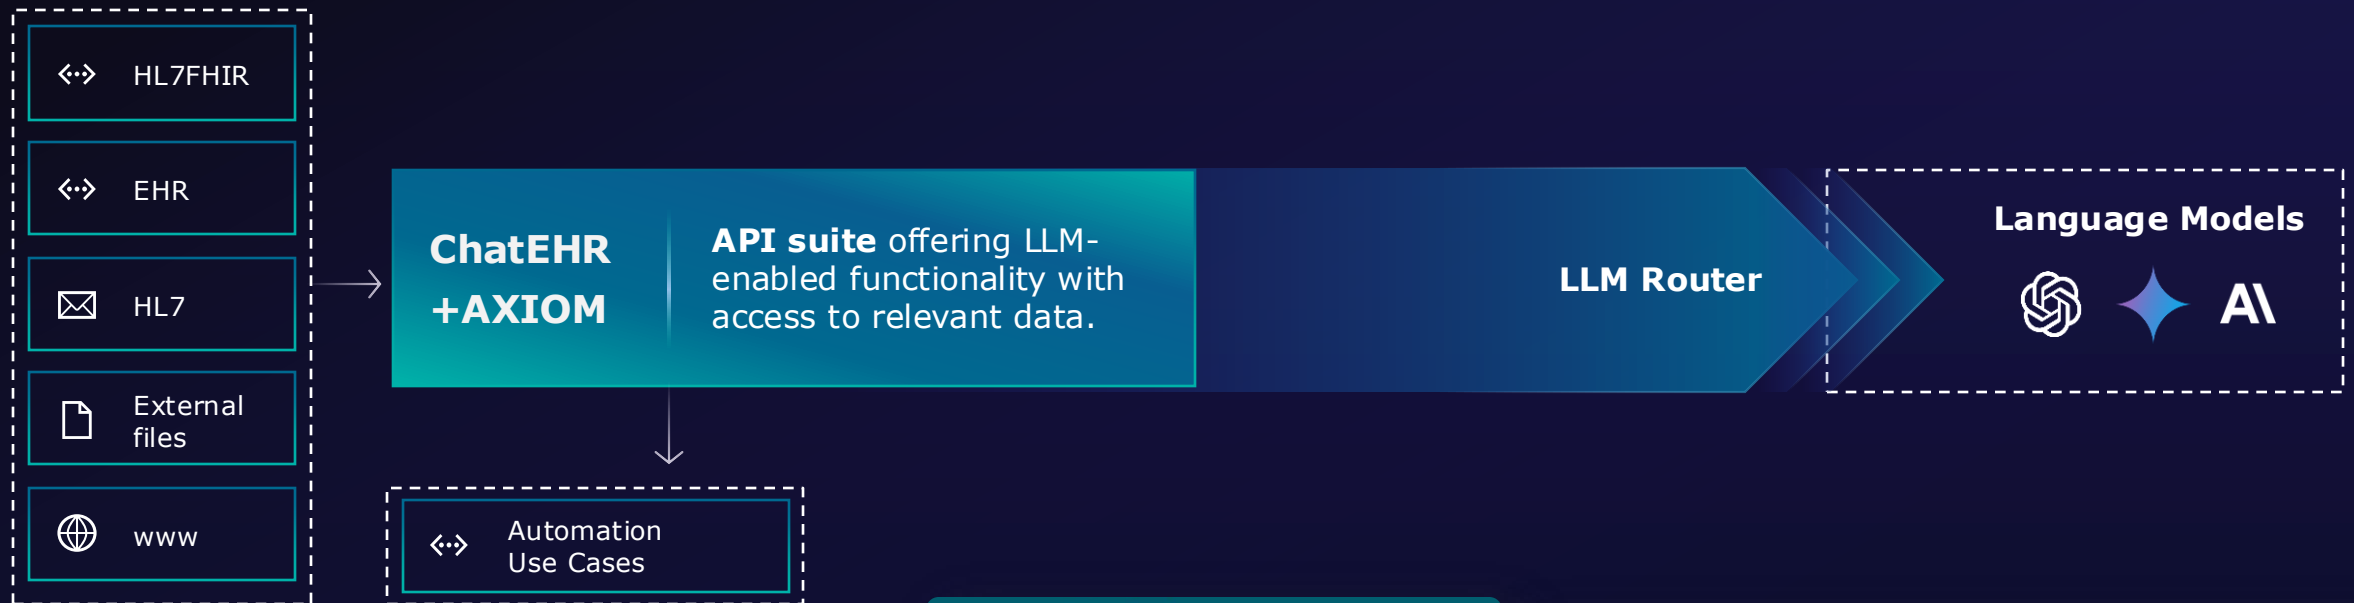 HL7FHIR
EHR
HL7
External
files
www
ChatEHR
+AXIOM
API suite offering LLM-
enabled functionality with
access to relevant data.
LLM Router
Language Models
A\
Automation
Use Cases